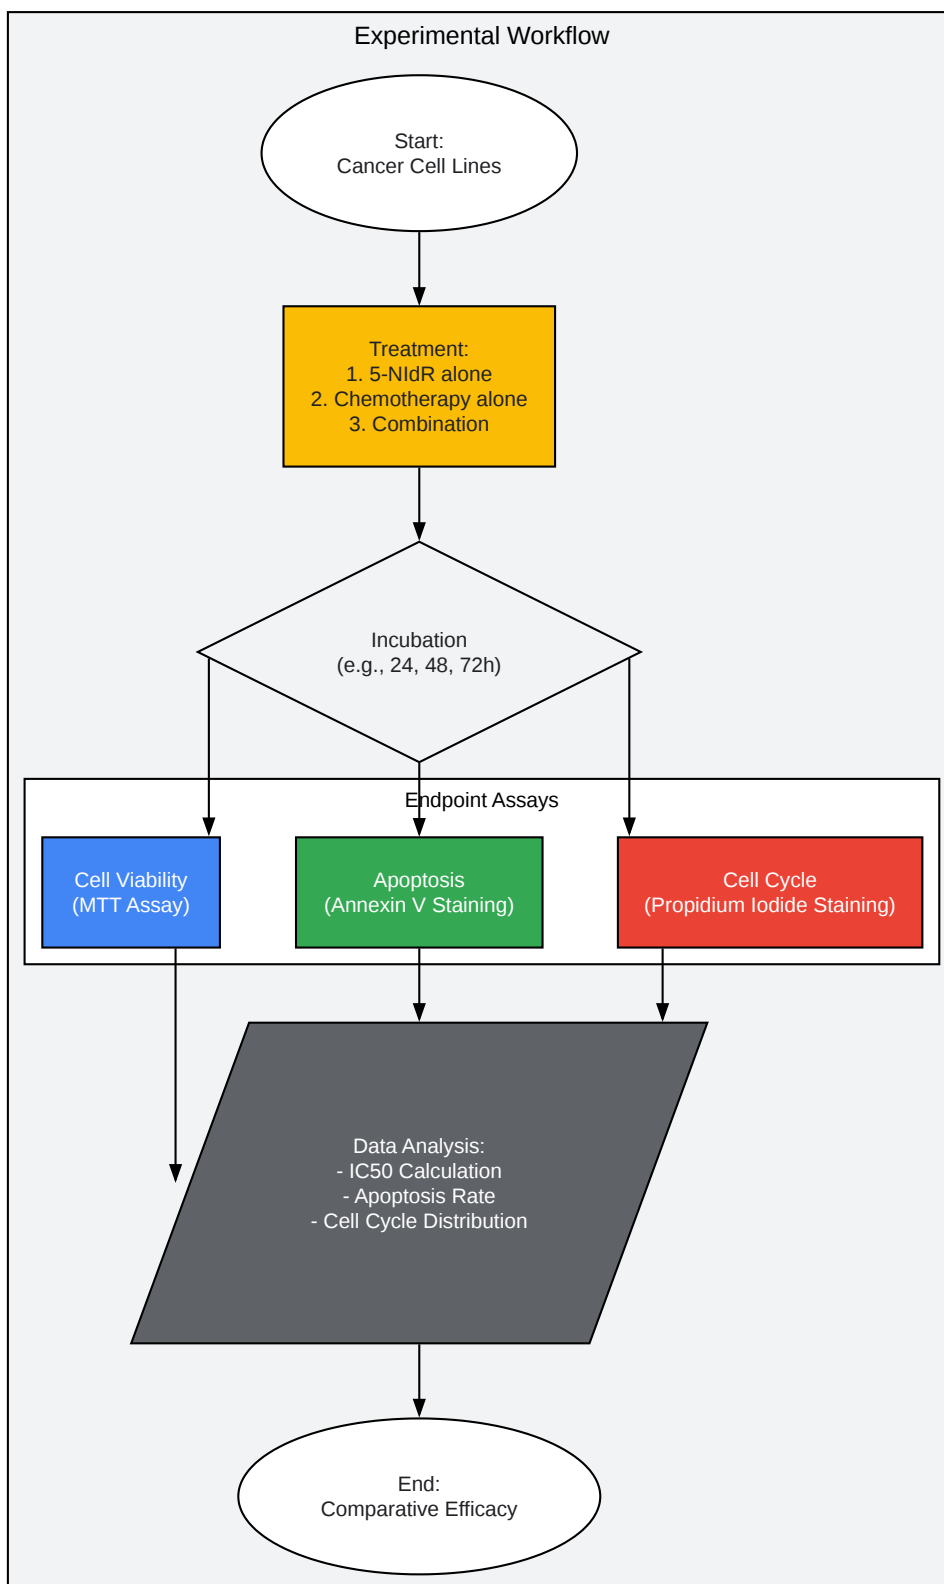 Experimental Workflow
Start:
Cancer Cell Lines
Treatment:
1. 5-NIdR alone
2. Chemotherapy alone
3. Combination
Incubation
(e.g., 24, 48, 72h)
Endpoint Assays
Cell Viability
(MTT Assay)
Apoptosis
(Annexin V Staining)
Cell Cycle
(Propidium Iodide Staining)
Data Analysis:
- IC50 Calculation
- Apoptosis Rate
- Cell Cycle Distribution
End:
Comparative Efficacy